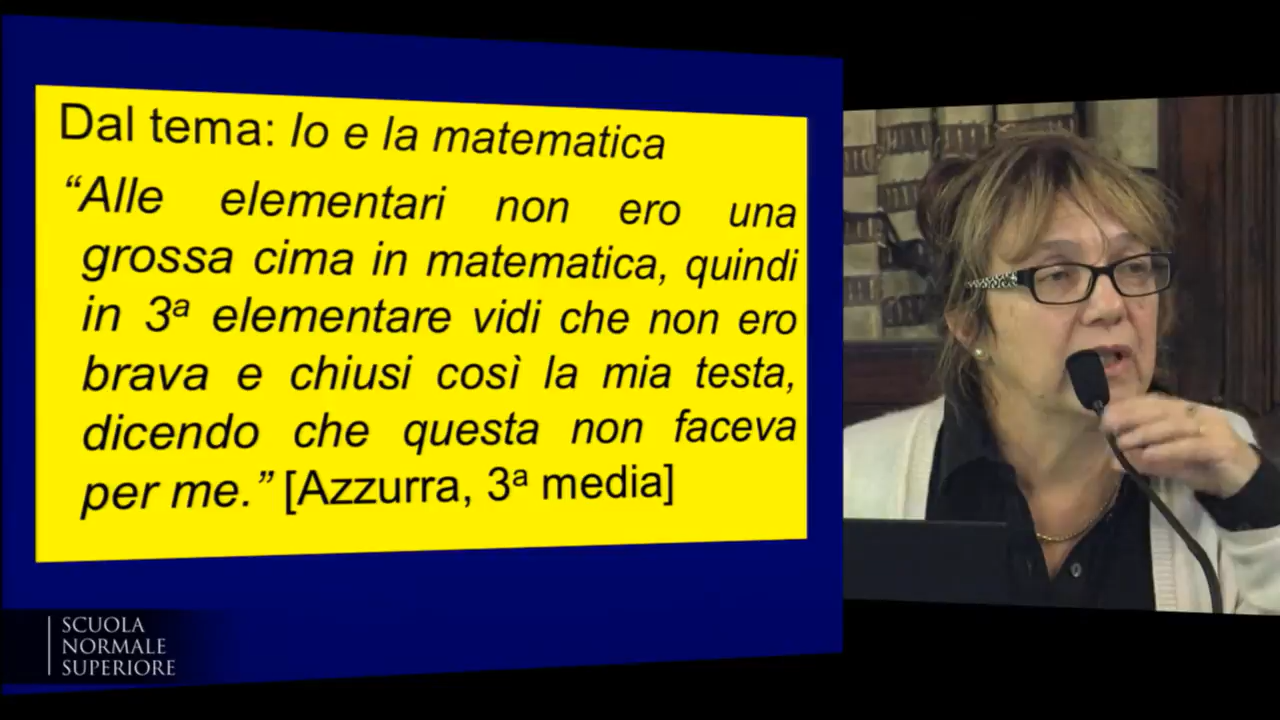 Dal tema: Io e la matematica
“Alle elementari non ero una
grossa cima in matematica, quindi
in 3ª elementare vidi che non ero
brava e chiusi così la mia testa,
dicendo che questa non faceva
per me.” [Azzurra, 3ª media]
SCUOLA
NORMALE
SUPERIORE